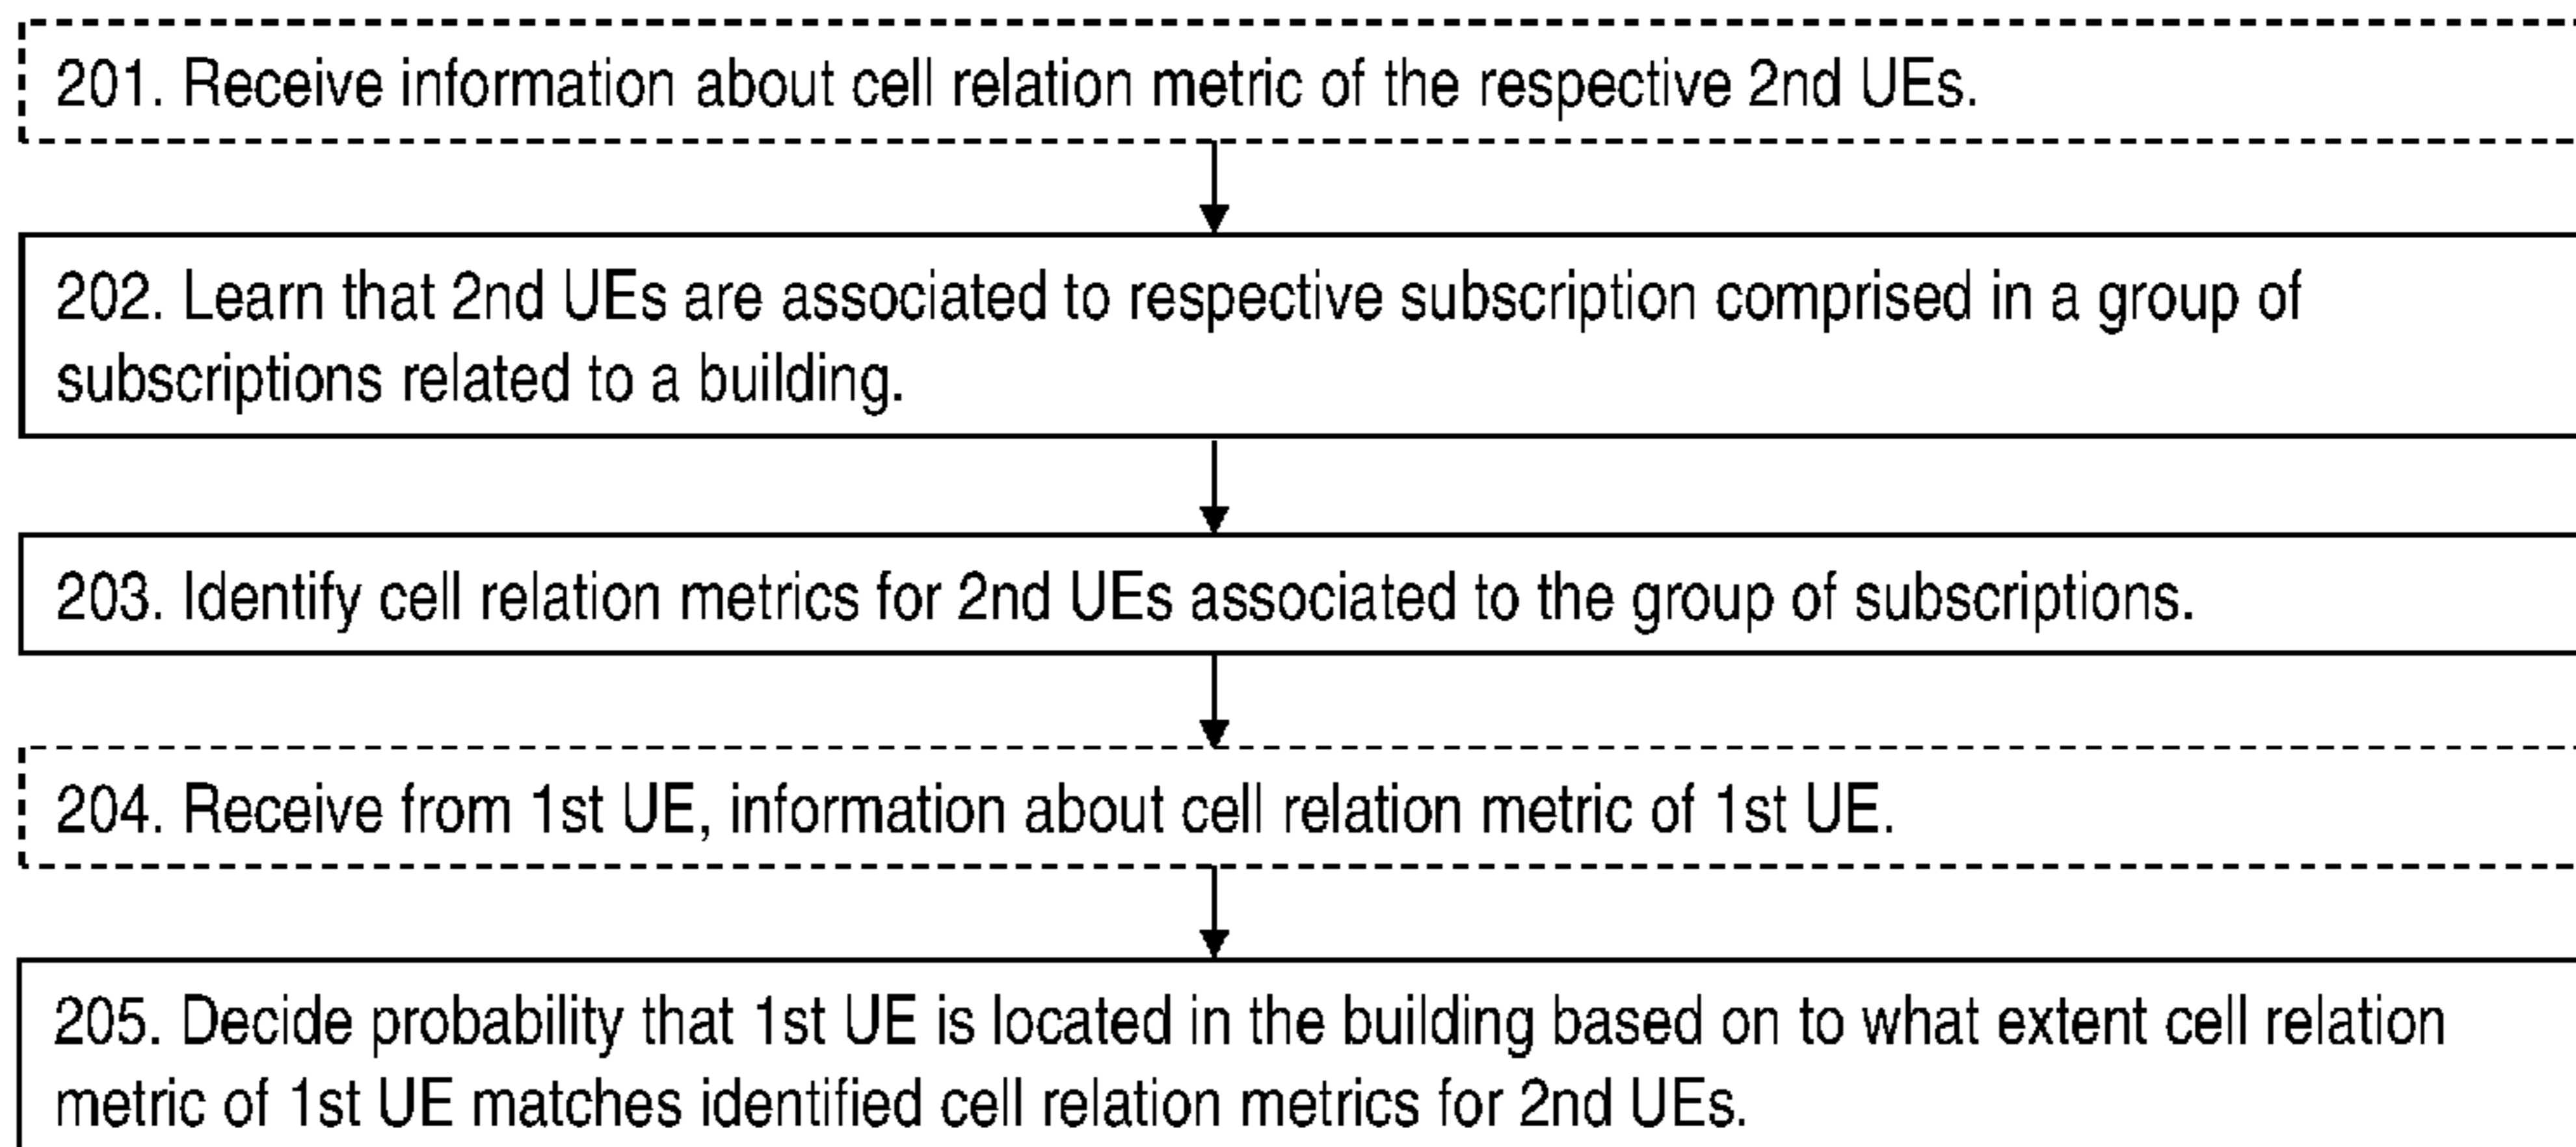 201. Receive information about cell relation metric of the respective 2nd UEs.
202. Learn that 2nd UEs are associated to respective subscription comprised in a group of
subscriptions related to a building.
203. Identify cell relation metrics for 2nd UEs associated to the group of subscriptions.
204. Receive from 1st UE, information about cell relation metric of 1st UE.
205. Decide probability that 1st UE is located in the building based on to what extent cell relation
metric of 1st UE matches identified cell relation metrics for 2nd UEs.